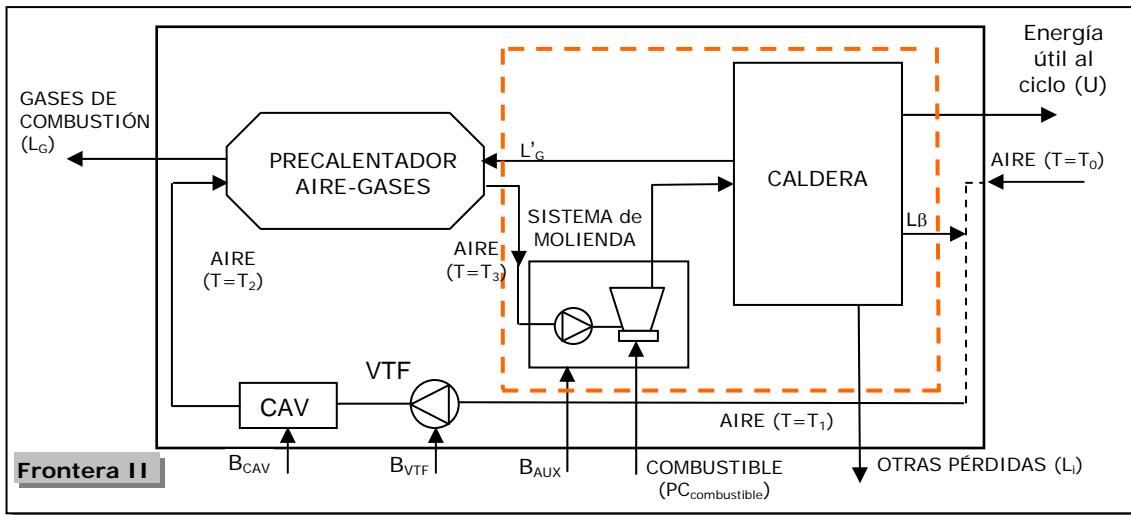 Energía
útil al
ciclo (U)
GASES DE
COMBUSTIÓN
(L_G)
PRECALENTADOR
AIRE-GASES
L'_G
CALDERA
AIRE (T=T_0)
SISTEMA de
MOLIENDA
Lβ
AIRE
(T=T_2)
AIRE
(T=T_3)
VTF
CAV
AIRE (T=T_1)
Frontera II
B_CAV
B_VTF
B_AUX
COMBUSTIBLE
(PC_combustible)
OTRAS PÉRDIDAS (L_i)